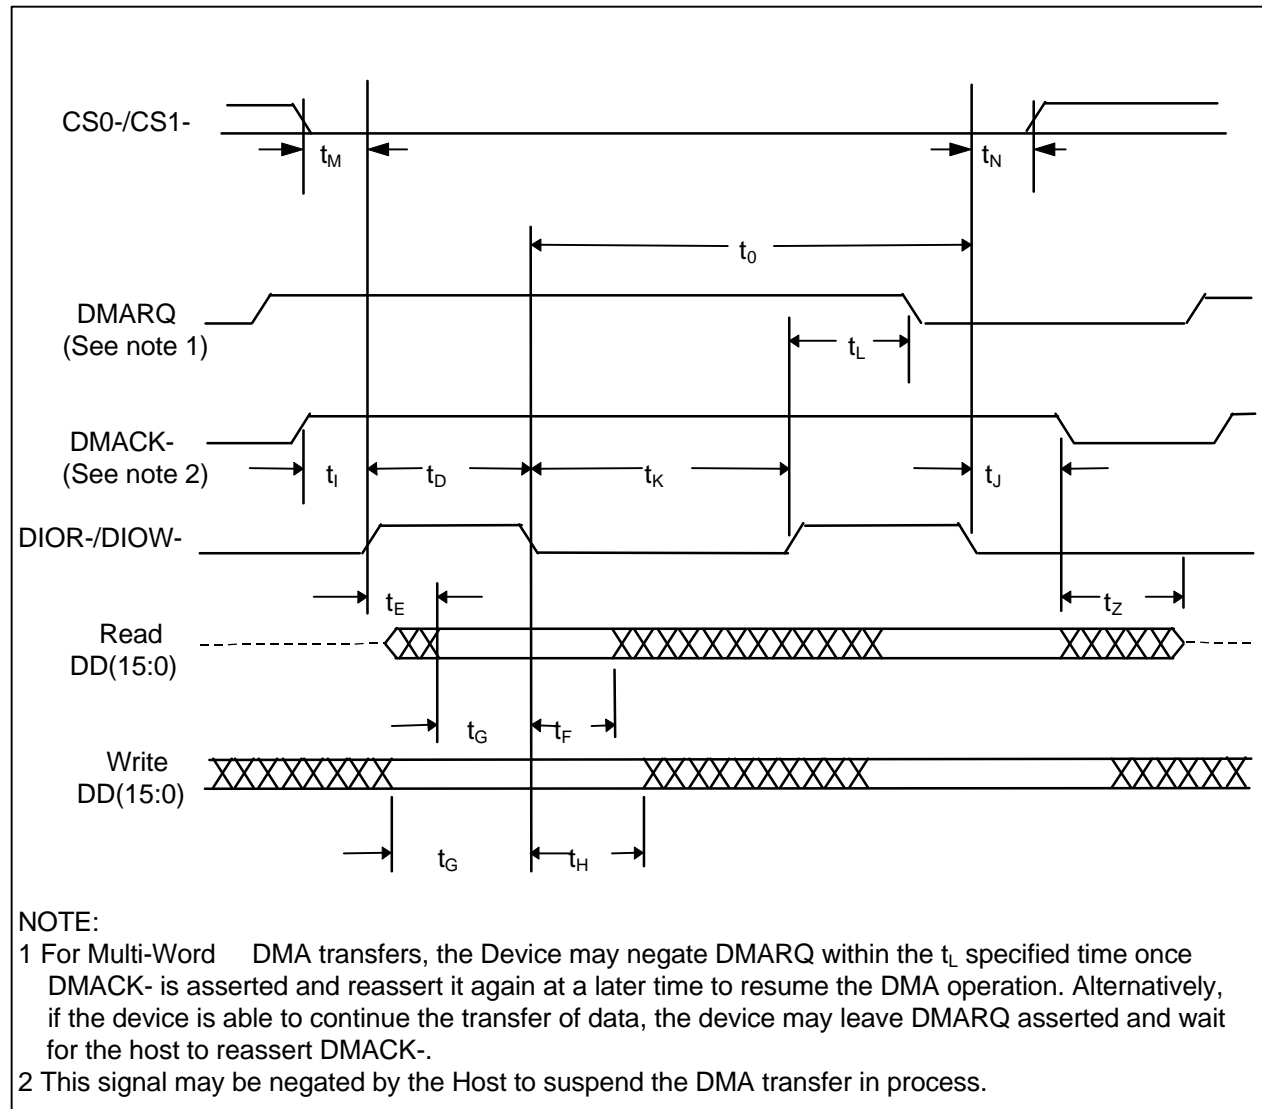 CS0-/CS1-
tM
tN
t0
DMARQ
(See note 1)
tL
DMACK-
(See note 2)
tI
tD
tK
tJ
DIOR-/DIOW-
tE
tZ
Read
DD(15:0)
tG
tF
Write
DD(15:0)
tG
tH
NOTE:
1 For Multi-Word DMA transfers, the Device may negate DMARQ within the tL specified time once
DMACK- is asserted and reassert it again at a later time to resume the DMA operation. Alternatively,
if the device is able to continue the transfer of data, the device may leave DMARQ asserted and wait
for the host to reassert DMACK-.
2 This signal may be negated by the Host to suspend the DMA transfer in process.